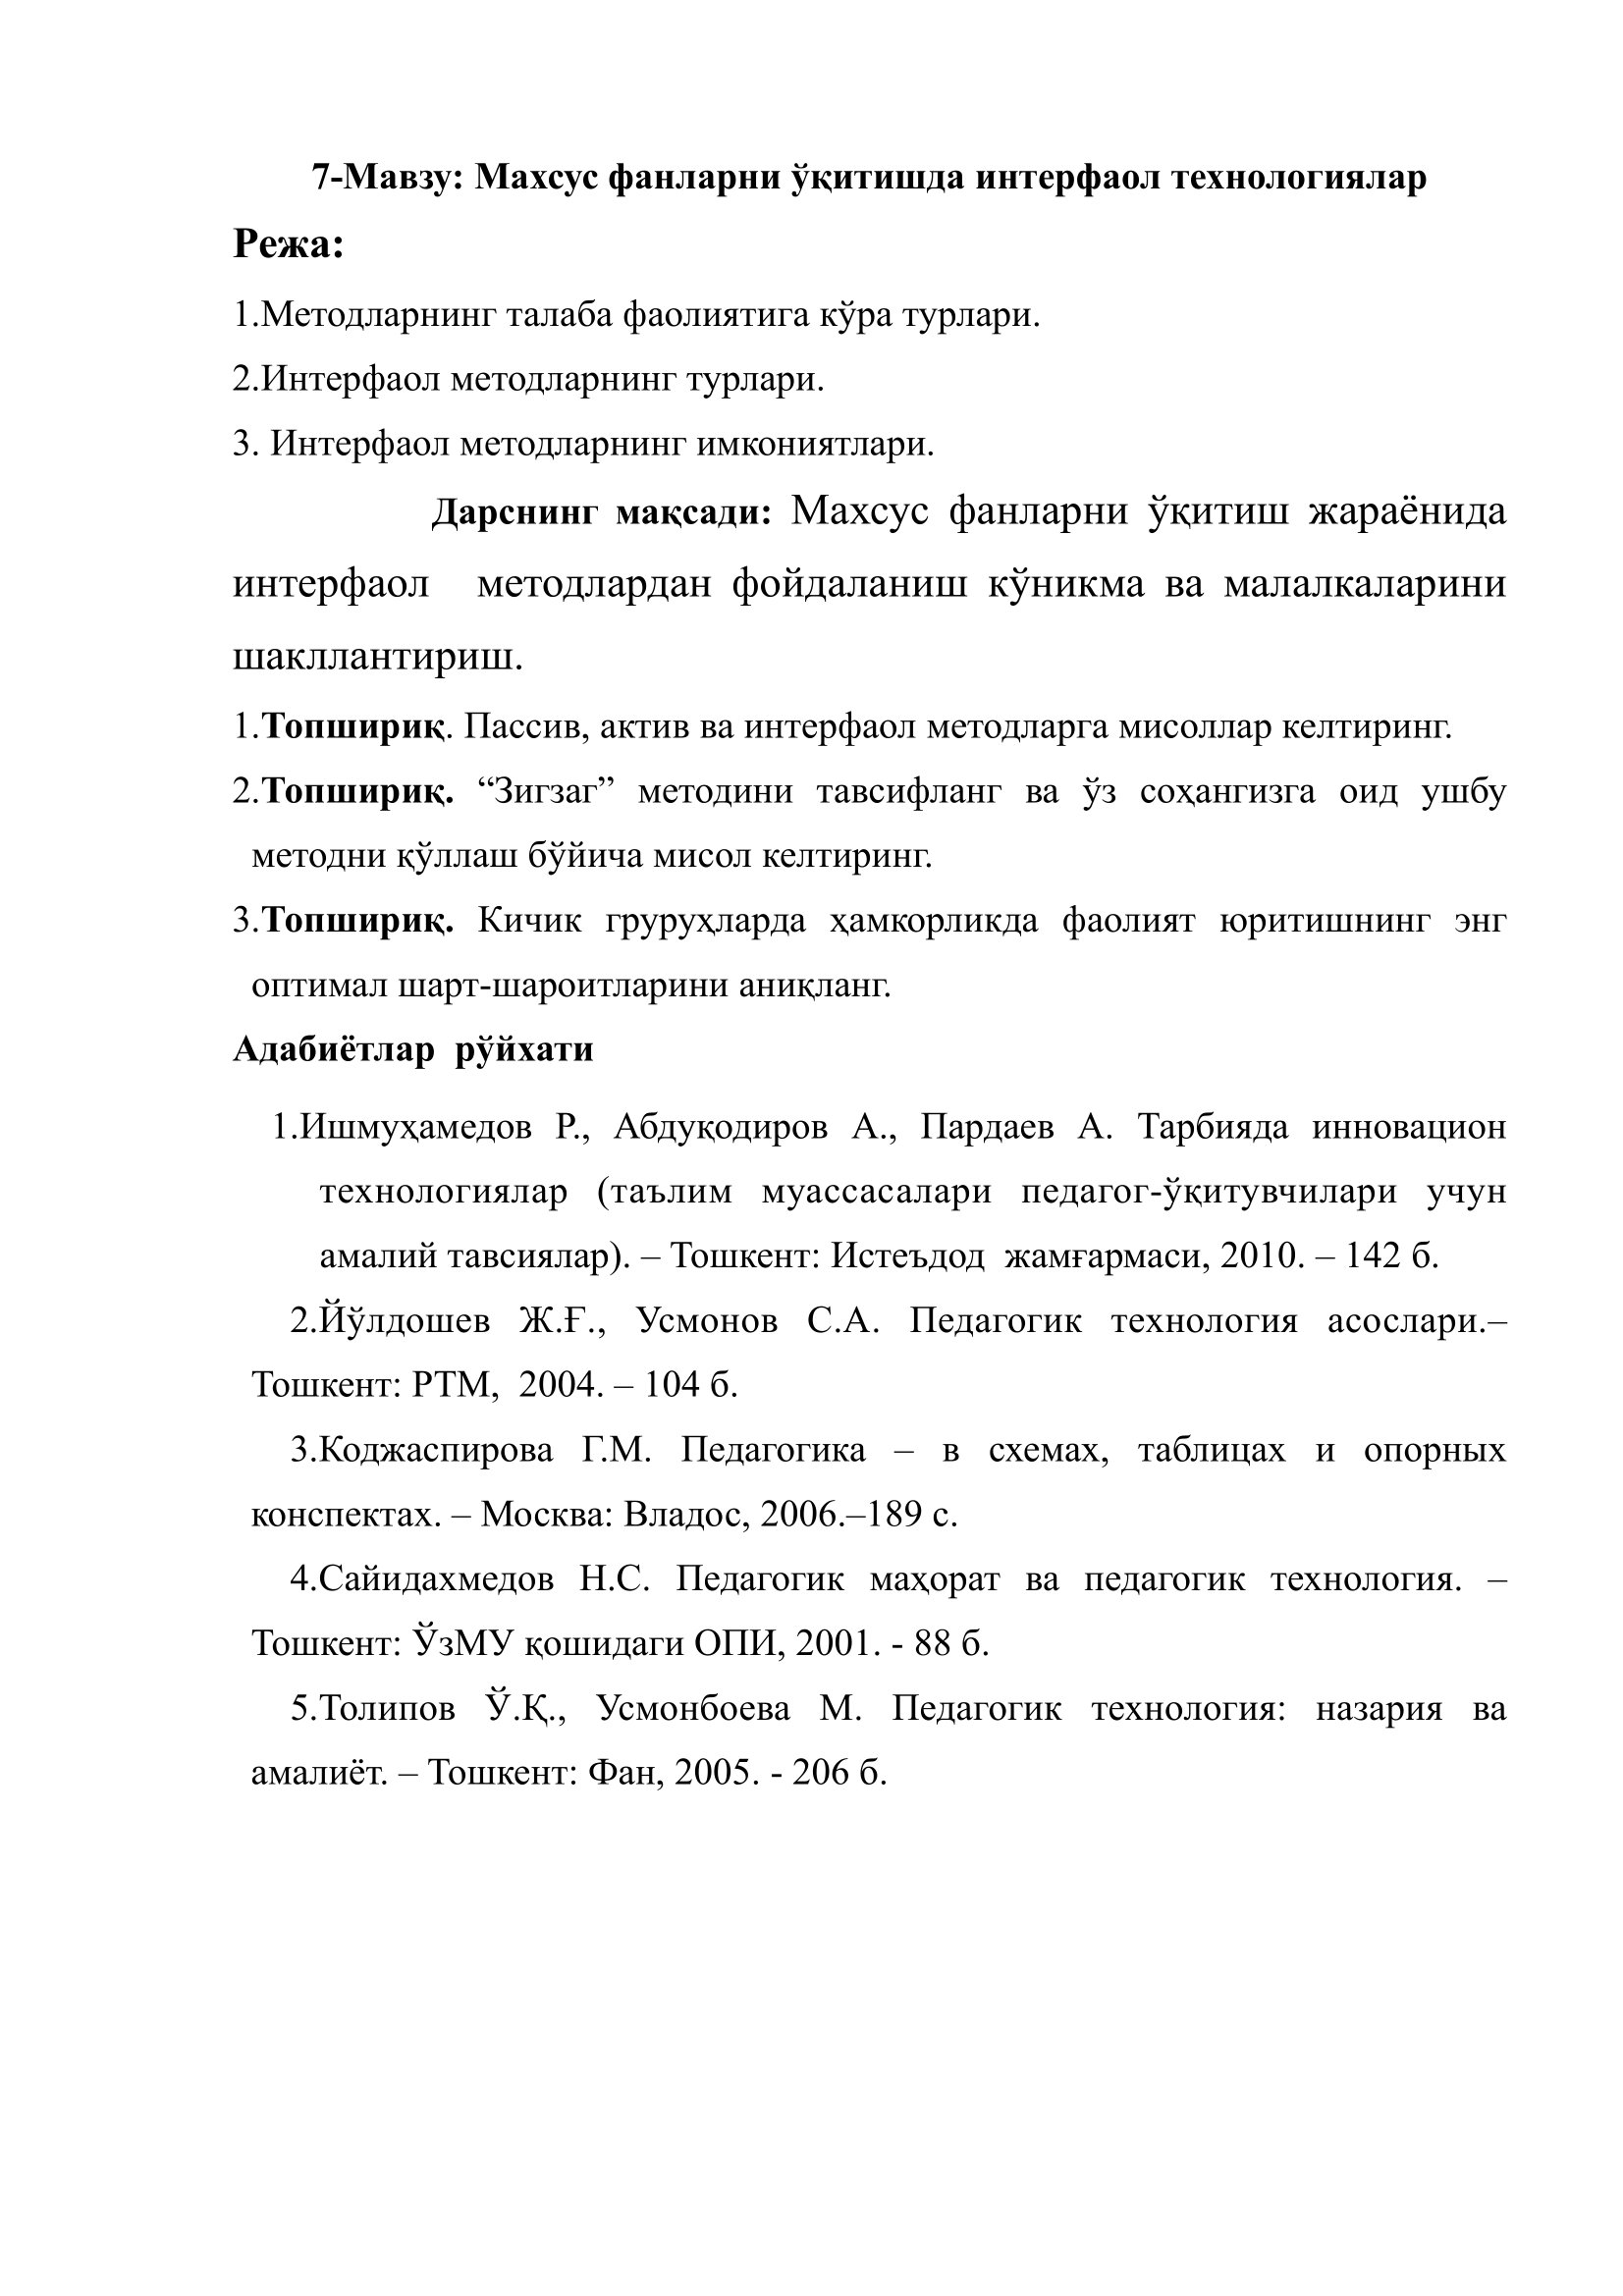 7-Мавзу: Махсус фанларни ўқитишда интерфаол технологиялар
Режа:
1.Методларнинг талаба фаолиятига кўра турлари.
2.Интерфаол методларнинг турлари.
3. Интерфаол методларнинг имкониятлари.
Дарснинг мақсади: Махсус фанларни ўқитиш жараёнида
интерфаол методлардан фойдаланиш кўникма ва малалкаларини
шакллантириш.
1.Топшириқ. Пассив, актив ва интерфаол методларга мисоллар келтиринг.
2.Топшириқ. “Зигзаг” методини тавсифланг ва ўз соҳангизга оид ушбу
методни қўллаш бўйича мисол келтиринг.
3.Топшириқ. Кичик груруҳларда ҳамкорликда фаолият юритишнинг энг
оптимал шарт-шароитларини аниқланг.
Адабиётлар рўйхати
1.Ишмуҳамедов Р., Абдуқодиров А., Пардаев А. Тарбияда инновацион
технологиялар (таълим муассасалари педагог-ўқитувчилари учун
амалий тавсиялар). – Тошкент: Истеъдод жамғармаси, 2010. – 142 б.
2.Йўлдошев Ж.Ғ., Усмонов С.А. Педагогик технология асослари.–
Тошкент: РТМ, 2004. – 104 б.
3.Коджаспирова Г.М. Педагогика – в схемах, таблицах и опорных
конспектах. – Москва: Владос, 2006.–189 с.
4.Сайидахмедов Н.С. Педагогик маҳорат ва педагогик технология. –
Тошкент: ЎзМУ қошидаги ОПИ, 2001. - 88 б.
5.Толипов Ў.Қ., Усмонбоева М. Педагогик технология: назария ва
амалиёт. – Тошкент: Фан, 2005. - 206 б.